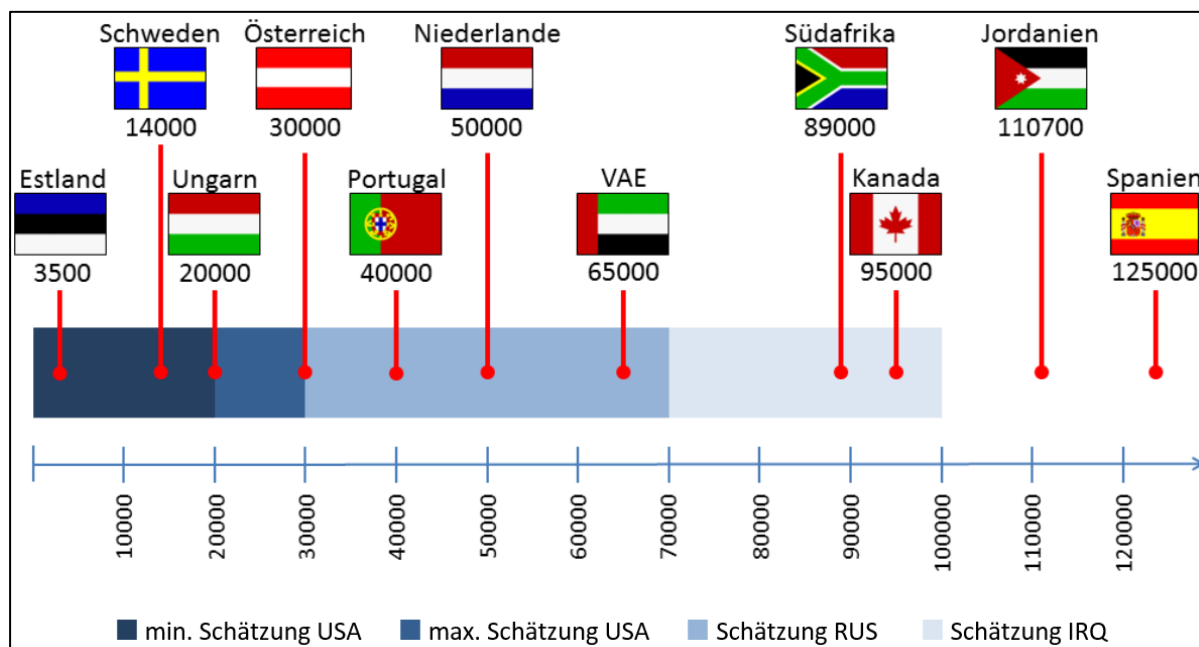 Schweden Österreich Niederlande Südafrika Jordanien
14000 30000 50000 89000 110700
Estland Ungarn Portugal VAE Kanada Spanien
3500 20000 40000 65000 95000 125000
10000 20000 30000 40000 50000 60000 70000 80000 90000 100000 110000 120000
min. Schätzung USA max. Schätzung USA Schätzung RUS Schätzung IRQ